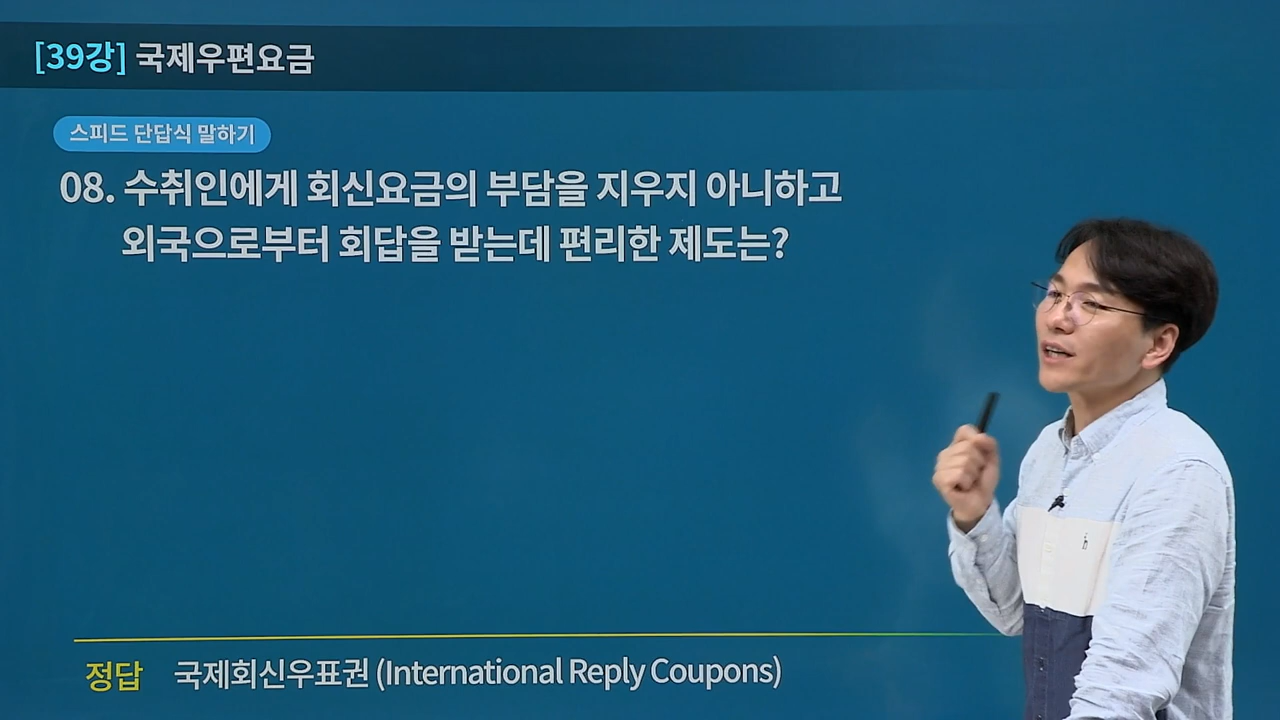 [39강] 국제우편요금
스피드 단답식 말하기
08. 수취인에게 회신요금의 부담을 지우지 아니하고
외국으로부터 회답을 받는데 편리한 제도는?
정답 국제회신우표권 (International Reply Coupons)